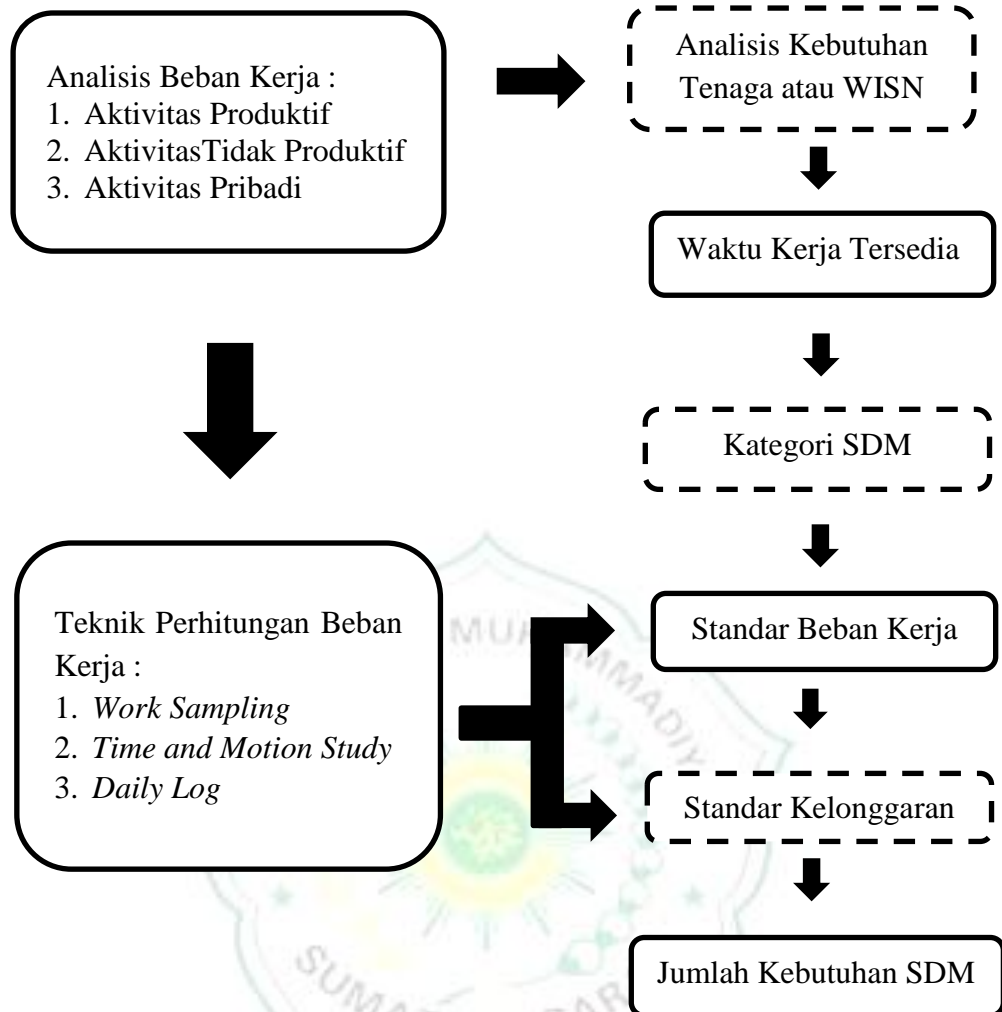 Analisis Beban Kerja :
1. Aktivitas Produktif
2. AktivitasTidak Produktif
3. Aktivitas Pribadi
Analisis Kebutuhan
Tenaga atau WISN
Waktu Kerja Tersedia
Kategori SDM
Teknik Perhitungan Beban
Kerja :
1. Work Sampling
2. Time and Motion Study
3. Daily Log
Standar Beban Kerja
Standar Kelonggaran
Jumlah Kebutuhan SDM